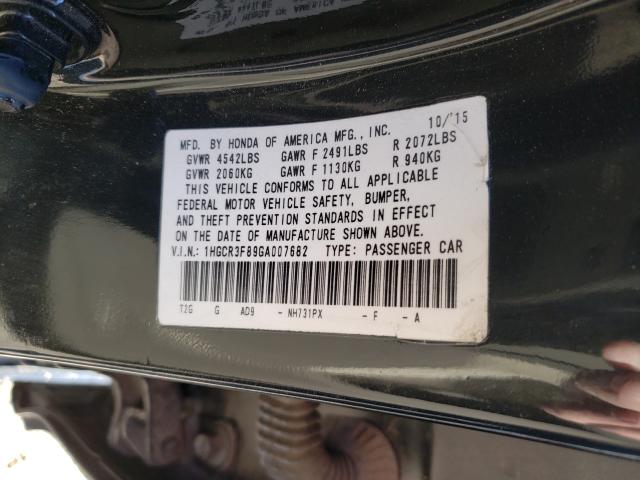 MFD. BY HONDA OF AMERICA MFG., INC. 10/15
GVWR 4542LBS GAWR F 2491LBS R 2072LBS
GVWR 2060KG GAWR F 1130KG R 940KG
THIS VEHICLE CONFORMS TO ALL APPLICABLE
FEDERAL MOTOR VEHICLE SAFETY, BUMPER,
AND THEFT PREVENTION STANDARDS IN EFFECT
ON THE DATE OF MANUFACTURE SHOWN ABOVE.
V.I.N.: 1HGCR3F89GA007682 TYPE: PASSENGER CAR
T2G G AD9 - NH731PX - F - A